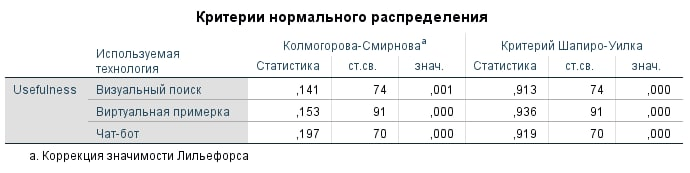 Критерии нормального распределения
Используемая технология Колмогорова-Смирноваᵃ Критерий Шапиро-Уилка
Статистика ст.св. знач. Статистика ст.св. знач.
Usefulness Визуальный поиск ,141 74 ,001 ,913 74 ,000
Виртуальная примерка ,153 91 ,000 ,936 91 ,000
Чат-бот ,197 70 ,000 ,919 70 ,000
a. Коррекция значимости Лильефорса